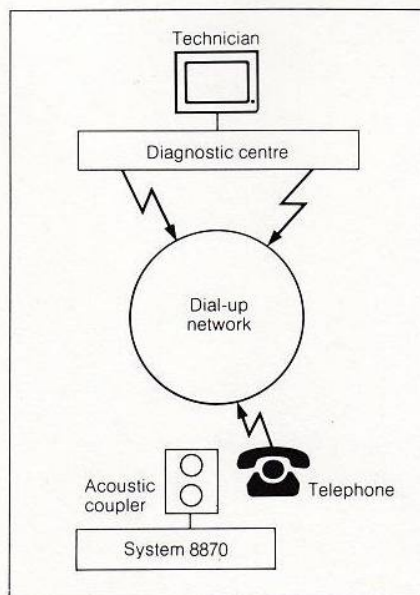 Technician
Diagnostic centre
Dial-up
network
Acoustic
coupler
Telephone
System 8870